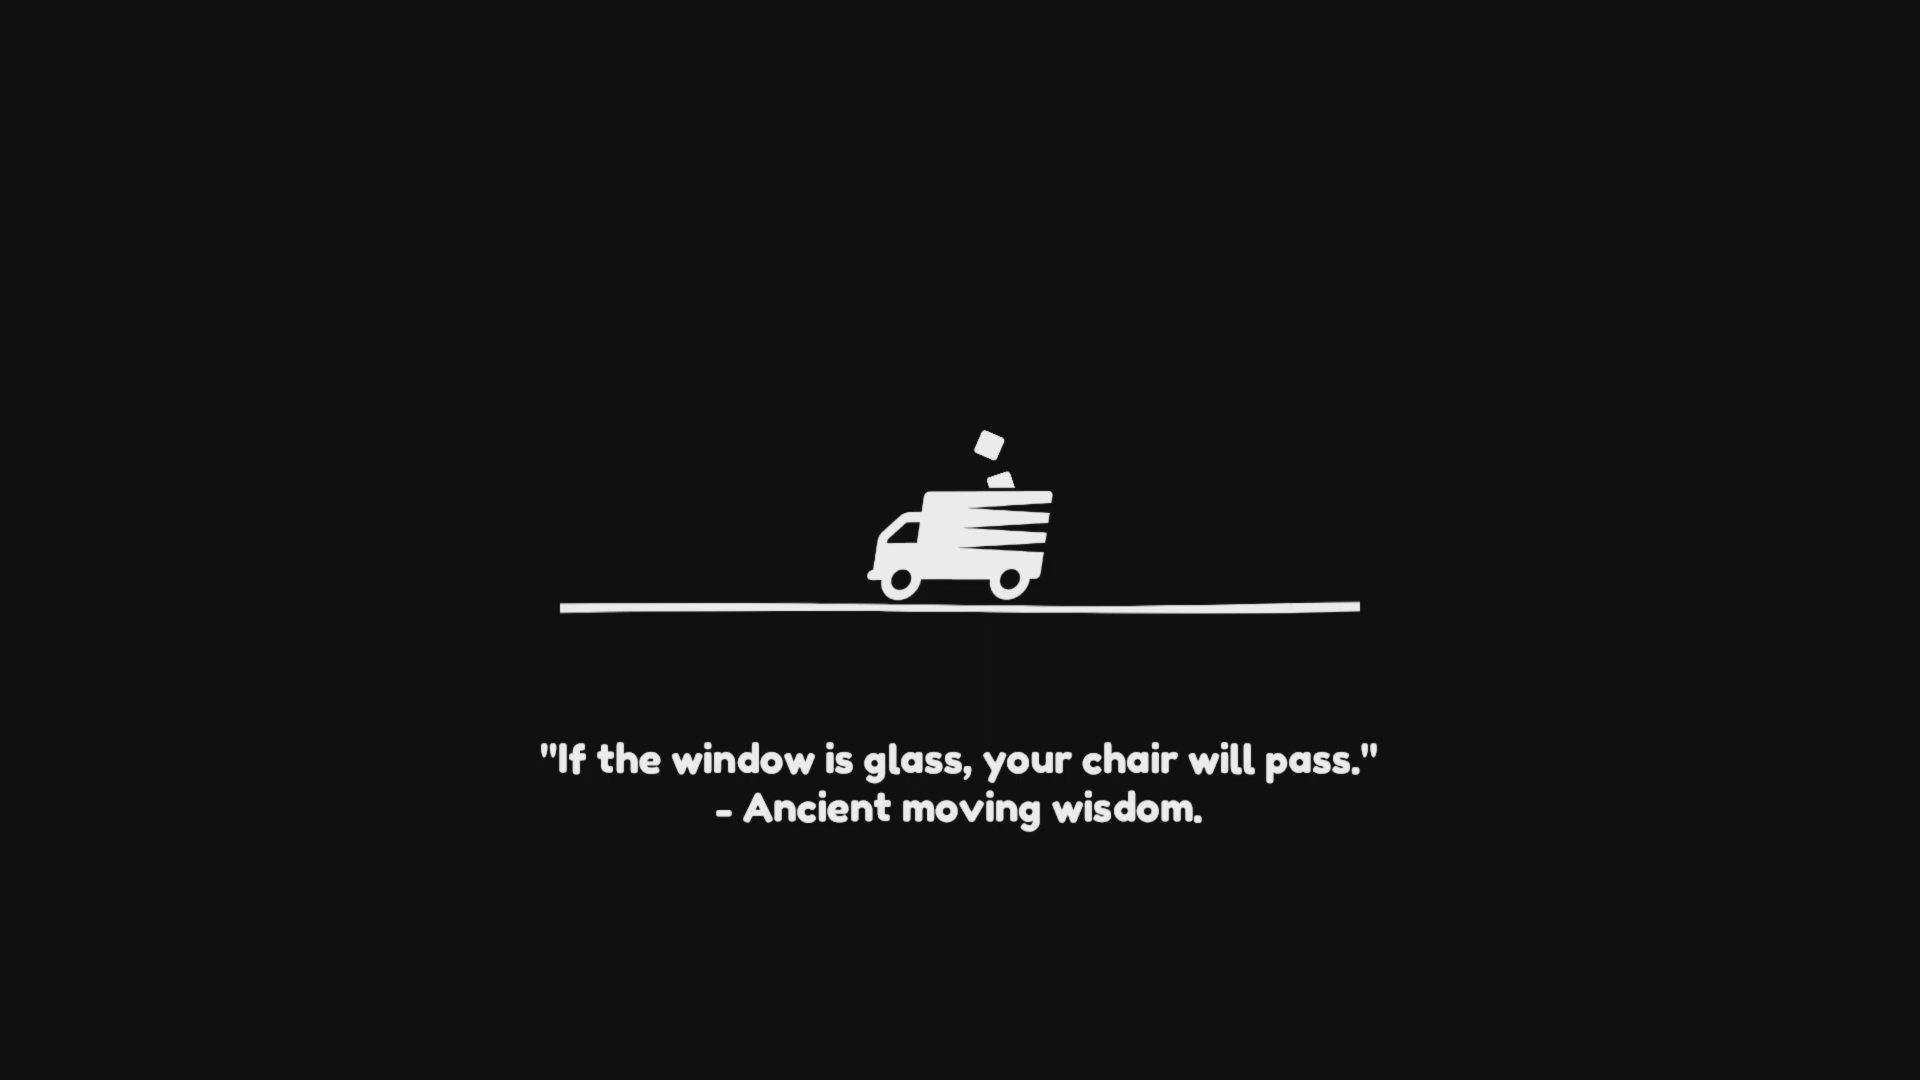 "If the window is glass, your chair will pass."
- Ancient moving wisdom.